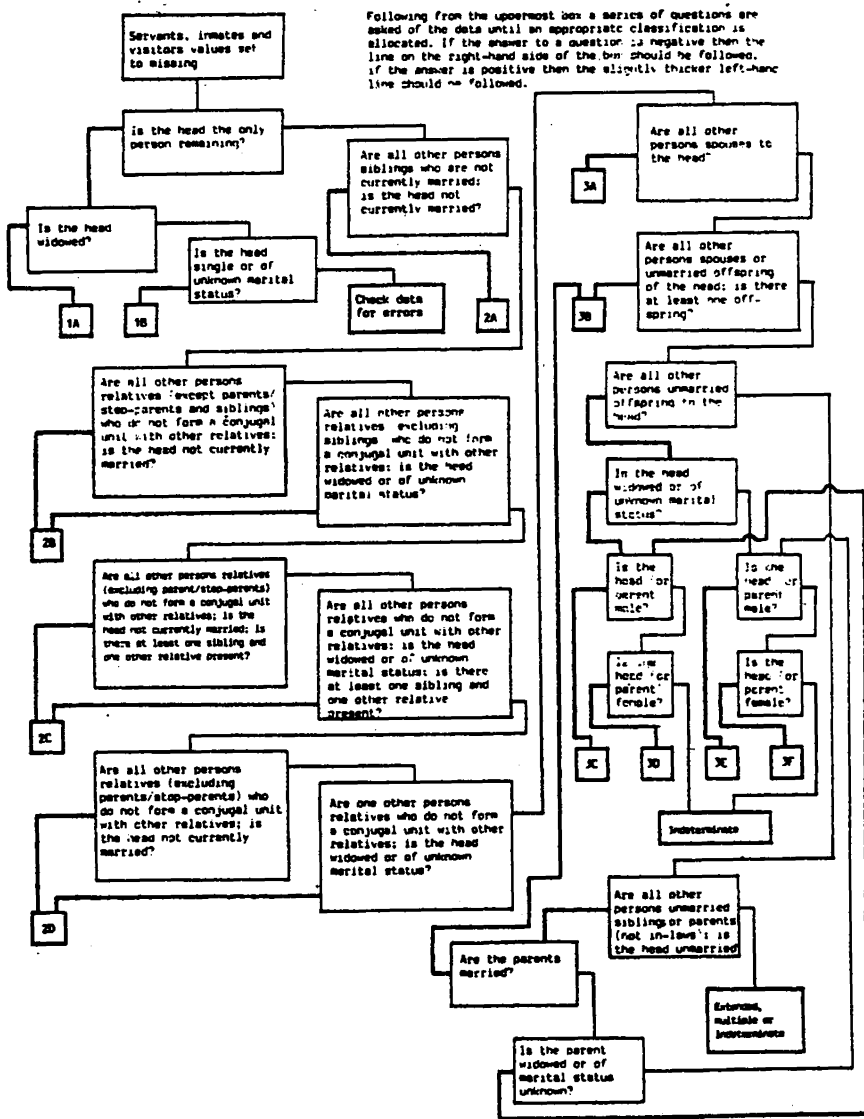 Following from the uppermost box a series of questions are
asked of the data until an appropriate classification is
allocated. If the answer to a question is negative then the
line on the right-hand side of the box should be followed,
if the answer is positive then the slightly thicker left-hand
line should be followed.
Servants, inmates and
visitors values set
to missing
Is the head the only
person remaining?
Are all other persons
siblings who are not
currently married;
is the head not
currently married?
Is the head
widowed?
Is the head
single or of
unknown marital
status?
Check data
for errors
1A
1B
2A
Are all other persons
relatives (except parents/
step-parents and siblings)
who do not form a conjugal
unit with other relatives;
is the head not currently
married?
Are all other persons
relatives excluding
siblings who do not form
a conjugal unit with other
relatives; is the head
widowed or of unknown
marital status?
2B
Are all other persons relatives
(excluding parent/step-parents)
who do not form a conjugal unit
with other relatives; is the
head not currently married; is
there at least one sibling and
one other relative present?
Are all other persons
relatives who do not form
a conjugal unit with other
relatives; is the head
widowed or of unknown
marital status; is there
at least one sibling and
one other relative
present?
2C
Are all other persons
relatives (excluding
parents/stop-parents) who
do not form a conjugal unit
with other relatives; is
the head not currently
married?
Are one other persons
relatives who do not form
a conjugal unit with other
relatives; is the head
widowed or of unknown
marital status?
2D
Are all other
persons spouses to
the head?
3A
Are all other
persons spouses or
unmarried offspring
of the head; is there
at least one off-
spring?
3B
Are all other
persons unmarried
offspring to the
head?
In the head
widowed or of
unknown marital
status?
Is the
head for
parent
male?
Is the
head for
parent
male?
Is the
head for
parent
female?
Is the
head for
parent
female?
3C
3D
3E
3F
Indeterminate
Are all other
persons unmarried
siblings or parents
(not in-laws); is
the head unmarried
Are the parents
married?
Extended,
multiple or
Indeterminate
Is the parent
widowed or of
marital status
unknown?